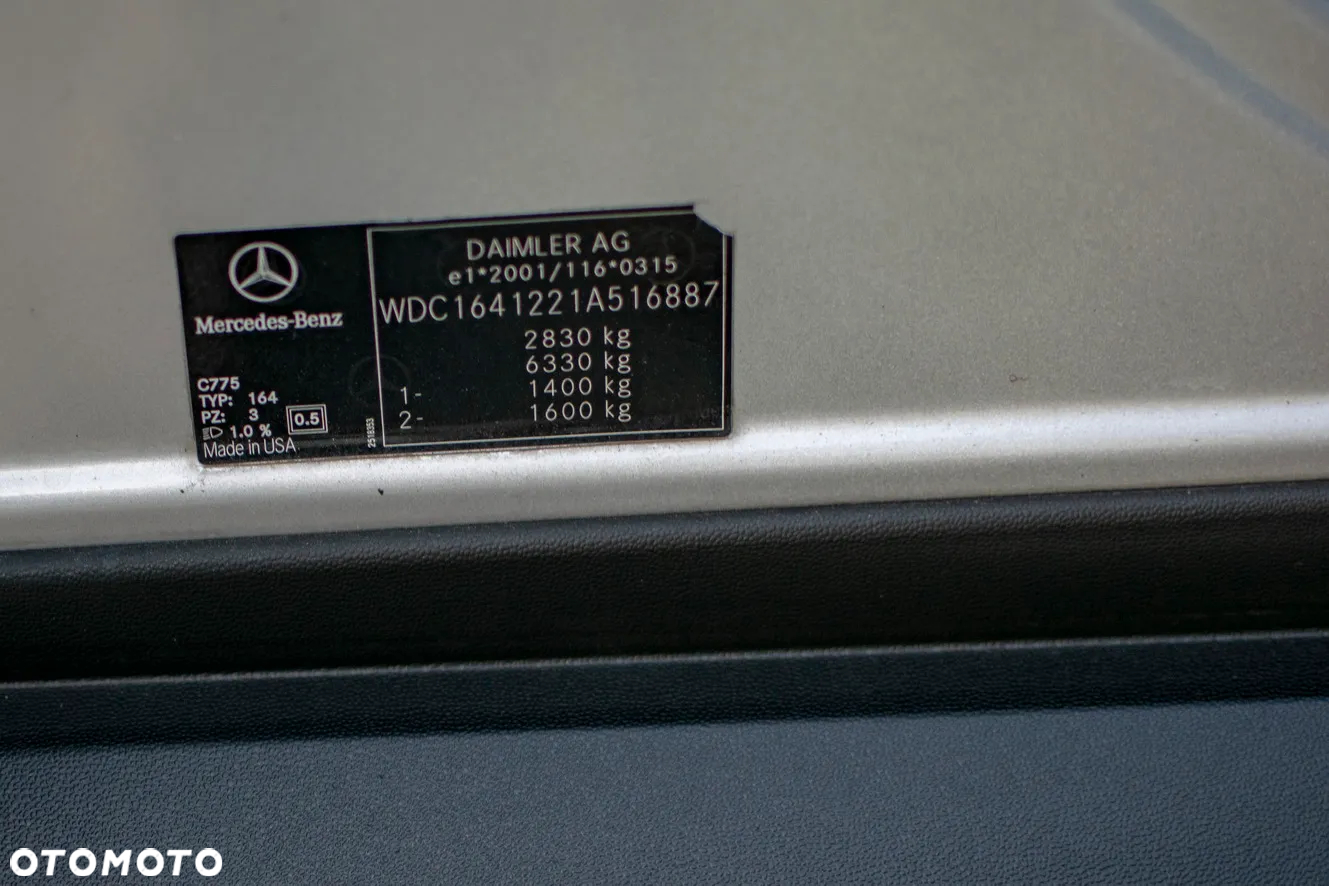 Mercedes-Benz
C775
TYP: 164
PZ: 3
0.5
1.0 %
Made in USA
2518353
DAIMLER AG
e1*2001/116*0315
WDC1641221A516887
2830 kg
6330 kg
1- 1400 kg
2- 1600 kg
OTOMOTO